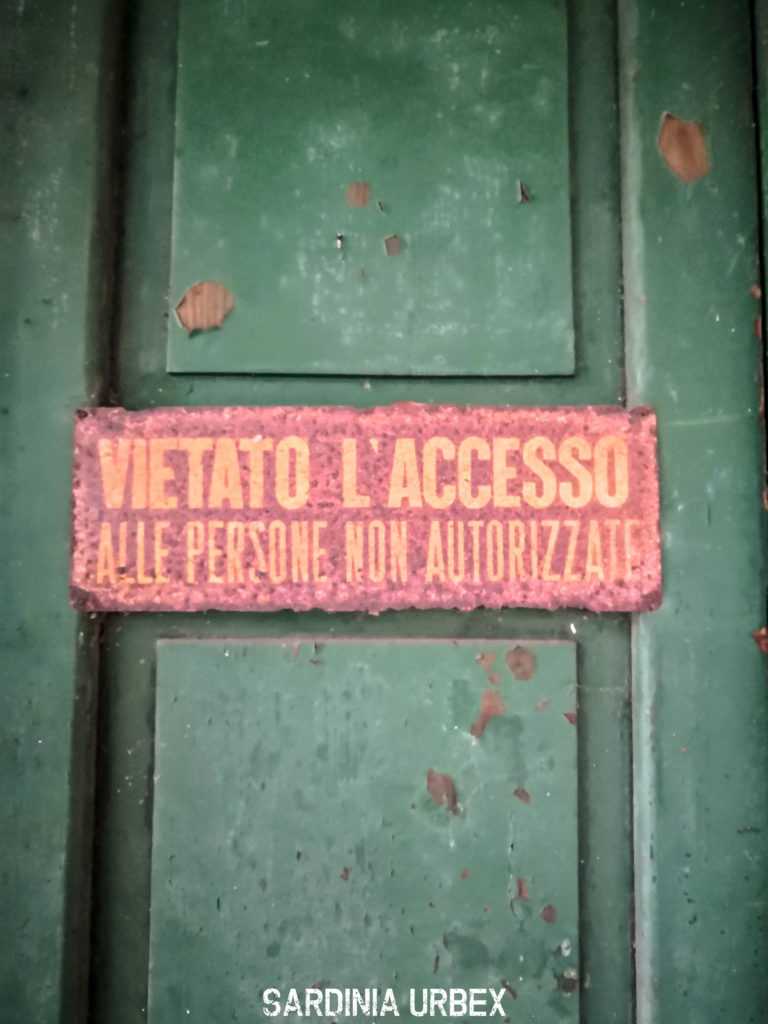 VIETATO L'ACCESSO
ALLE PERSONE NON AUTORIZZATE
SARDINIA URBEX